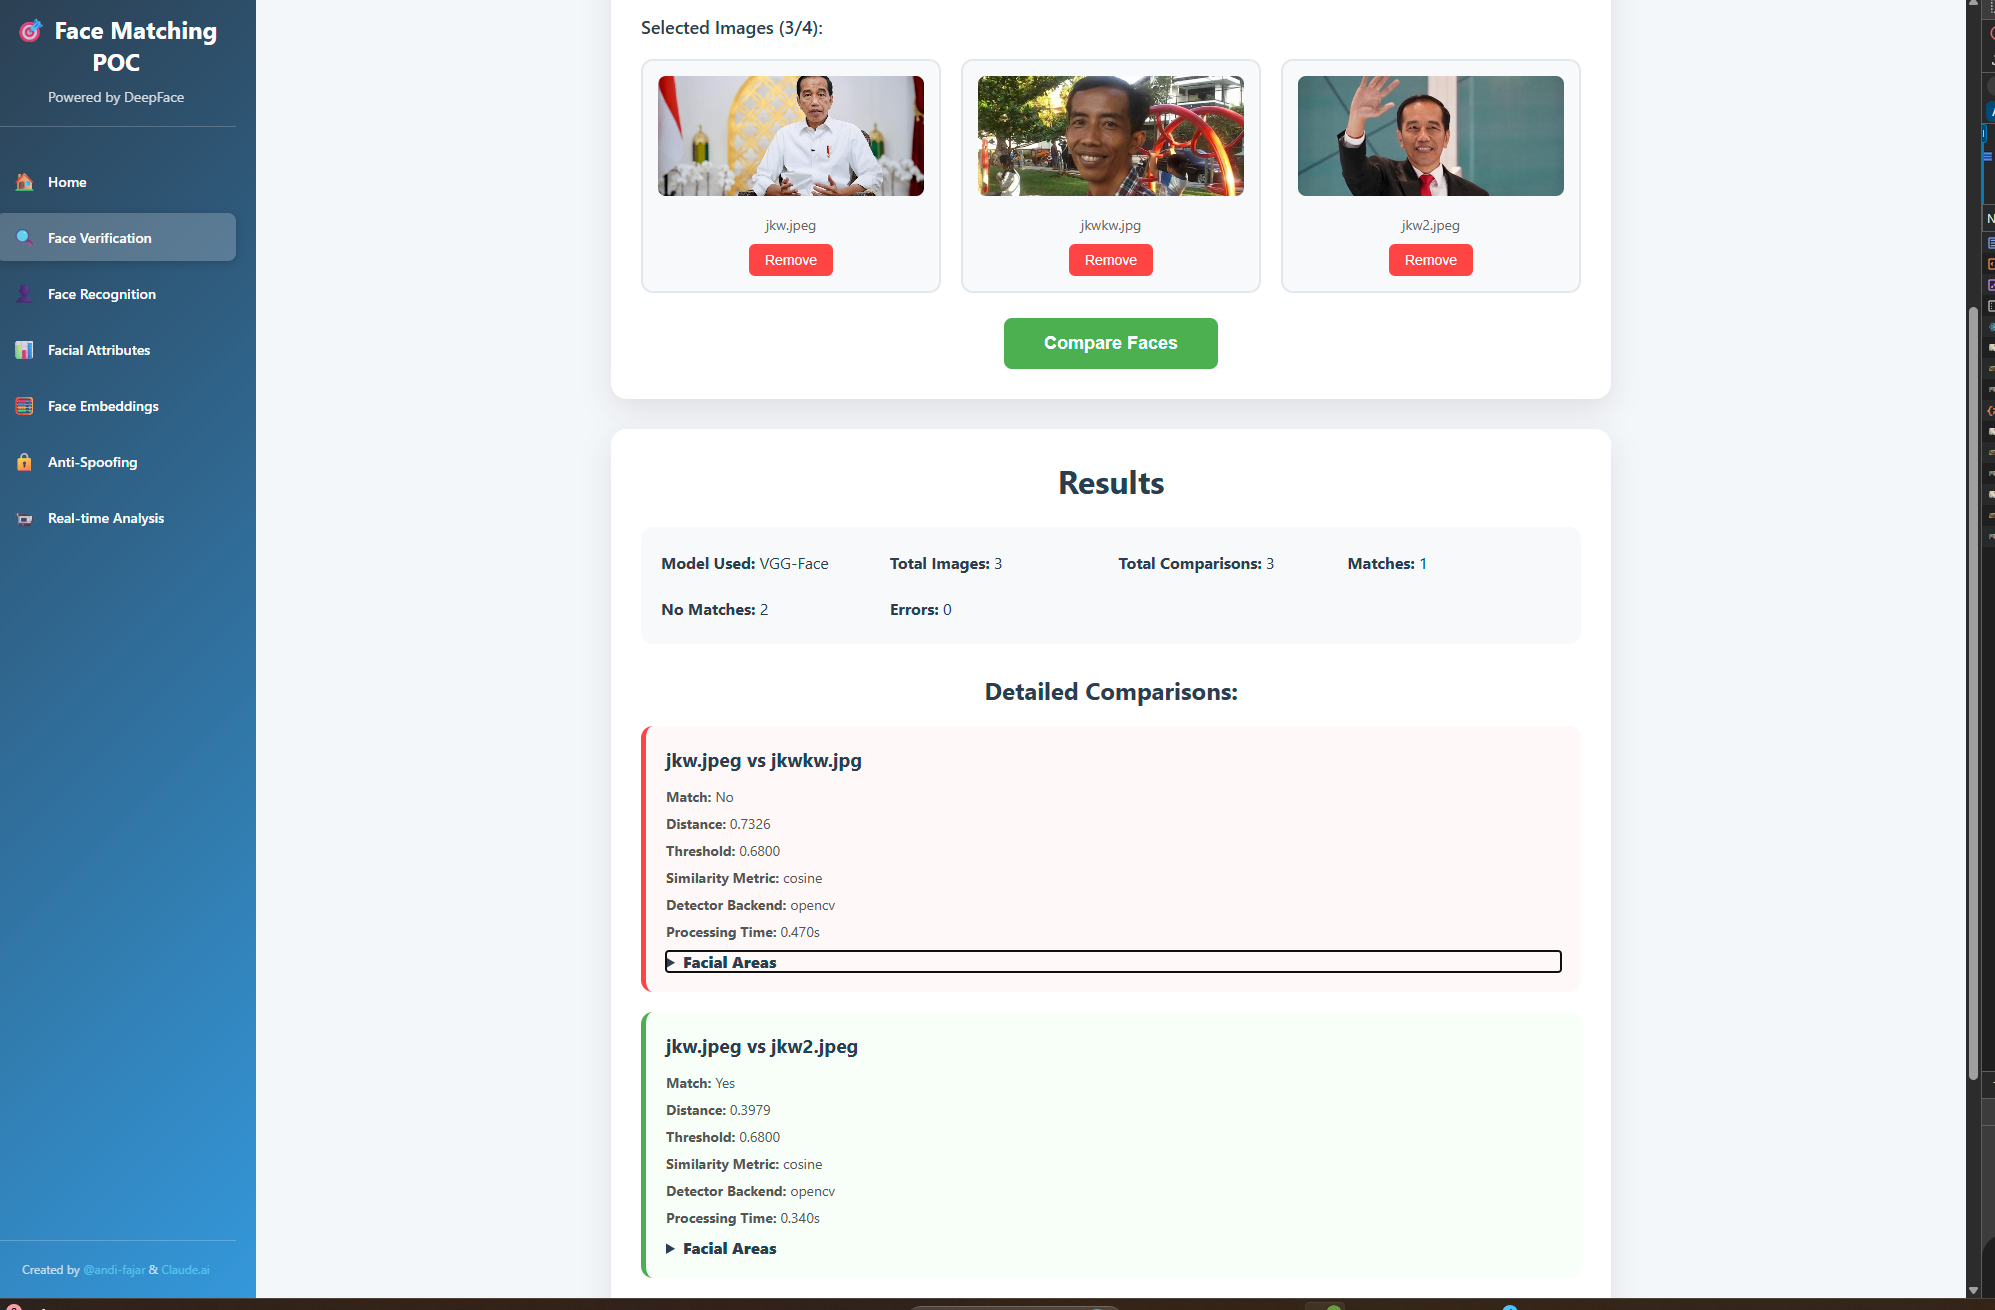 Face Matching
POC
Powered by DeepFace
Home
Face Verification
Face Recognition
Facial Attributes
Face Embeddings
Anti-Spoofing
Real-time Analysis
Created by @andi-fajar & Claude.ai
Selected Images (3/4):
jkw.jpeg
Remove
jkwkw.jpg
Remove
jkw2.jpeg
Remove
Compare Faces
Results
Model Used: VGG-Face
Total Images: 3
Total Comparisons: 3
Matches: 1
No Matches: 2
Errors: 0
Detailed Comparisons:
jkw.jpeg vs jkwkw.jpg
Match: No
Distance: 0.7326
Threshold: 0.6800
Similarity Metric: cosine
Detector Backend: opencv
Processing Time: 0.470s
Facial Areas
jkw.jpeg vs jkw2.jpeg
Match: Yes
Distance: 0.3979
Threshold: 0.6800
Similarity Metric: cosine
Detector Backend: opencv
Processing Time: 0.340s
Facial Areas